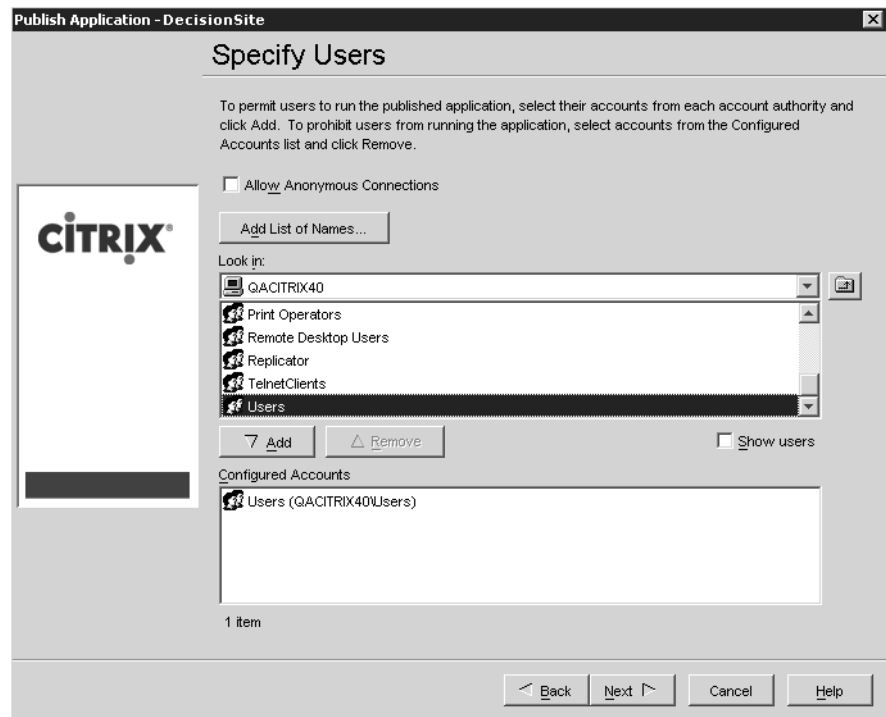 Publish Application - DecisionSite
Specify Users
To permit users to run the published application, select their accounts from each account authority and
click Add. To prohibit users from running the application, select accounts from the Configured
Accounts list and click Remove.
Allow Anonymous Connections
CİTRIX®
Add List of Names...
Look in:
QACITRIX40
Print Operators
Remote Desktop Users
Replicator
TelnetClients
Users
Add
Remove
Show users
Configured Accounts
Users (QACITRIX40\Users)
1 item
Back
Next
Cancel
Help